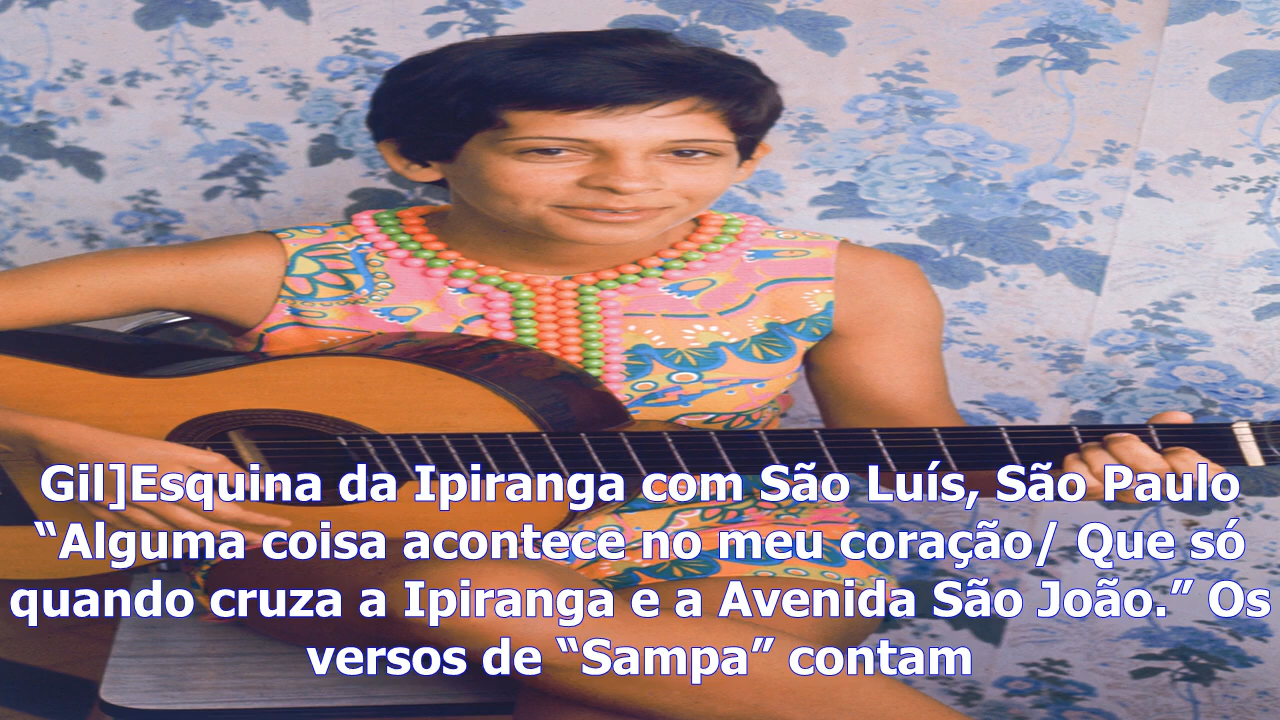 Gil]Esquina da Ipiranga com São Luís, São Paulo
“Alguma coisa acontece no meu coração/ Que só
quando cruza a Ipiranga e a Avenida São João.” Os
versos de “Sampa” contam